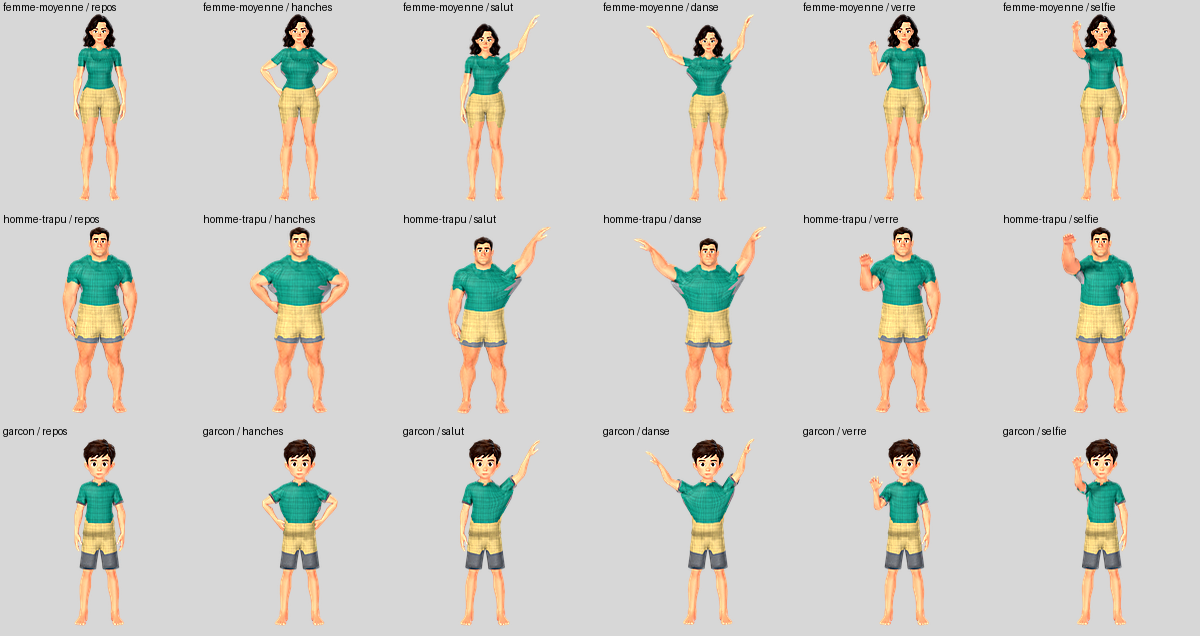 femme-moyenne / repos
femme-moyenne / hanches
femme-moyenne / salut
femme-moyenne / danse
femme-moyenne / verre
femme-moyenne / selfie
homme-trapu / repos
homme-trapu / hanches
homme-trapu / salut
homme-trapu / danse
homme-trapu / verre
homme-trapu / selfie
garcon / repos
garcon / hanches
garcon / salut
garcon / danse
garcon / verre
garcon / selfie